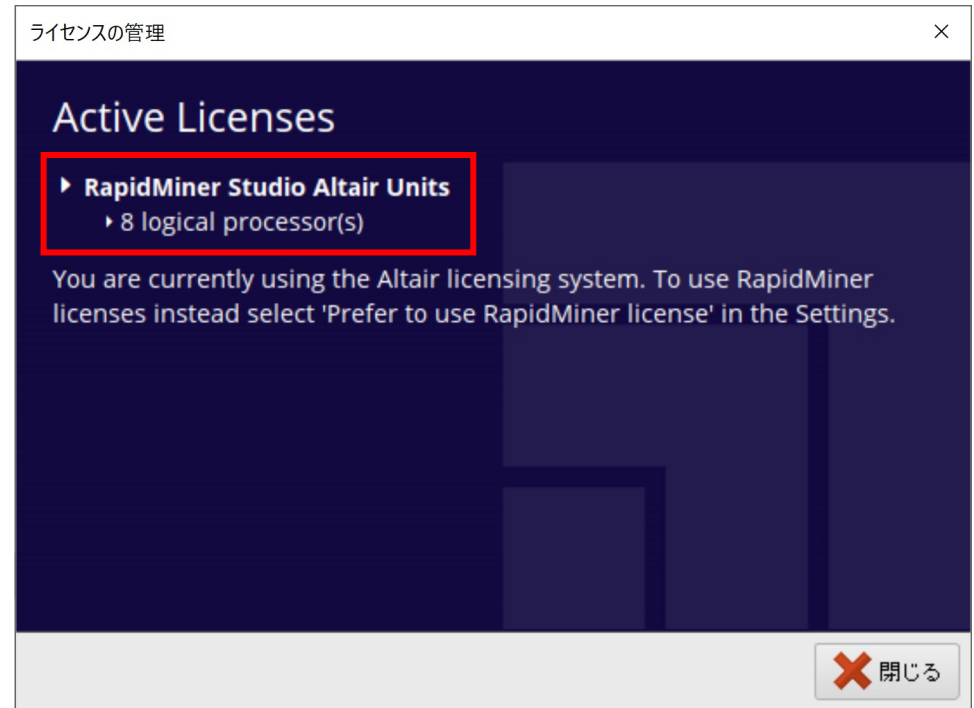 ライセンスの管理
Active Licenses
RapidMiner Studio Altair Units
8 logical processor(s)
You are currently using the Altair licensing system. To use RapidMiner
licenses instead select 'Prefer to use RapidMiner license' in the Settings.
閉じる